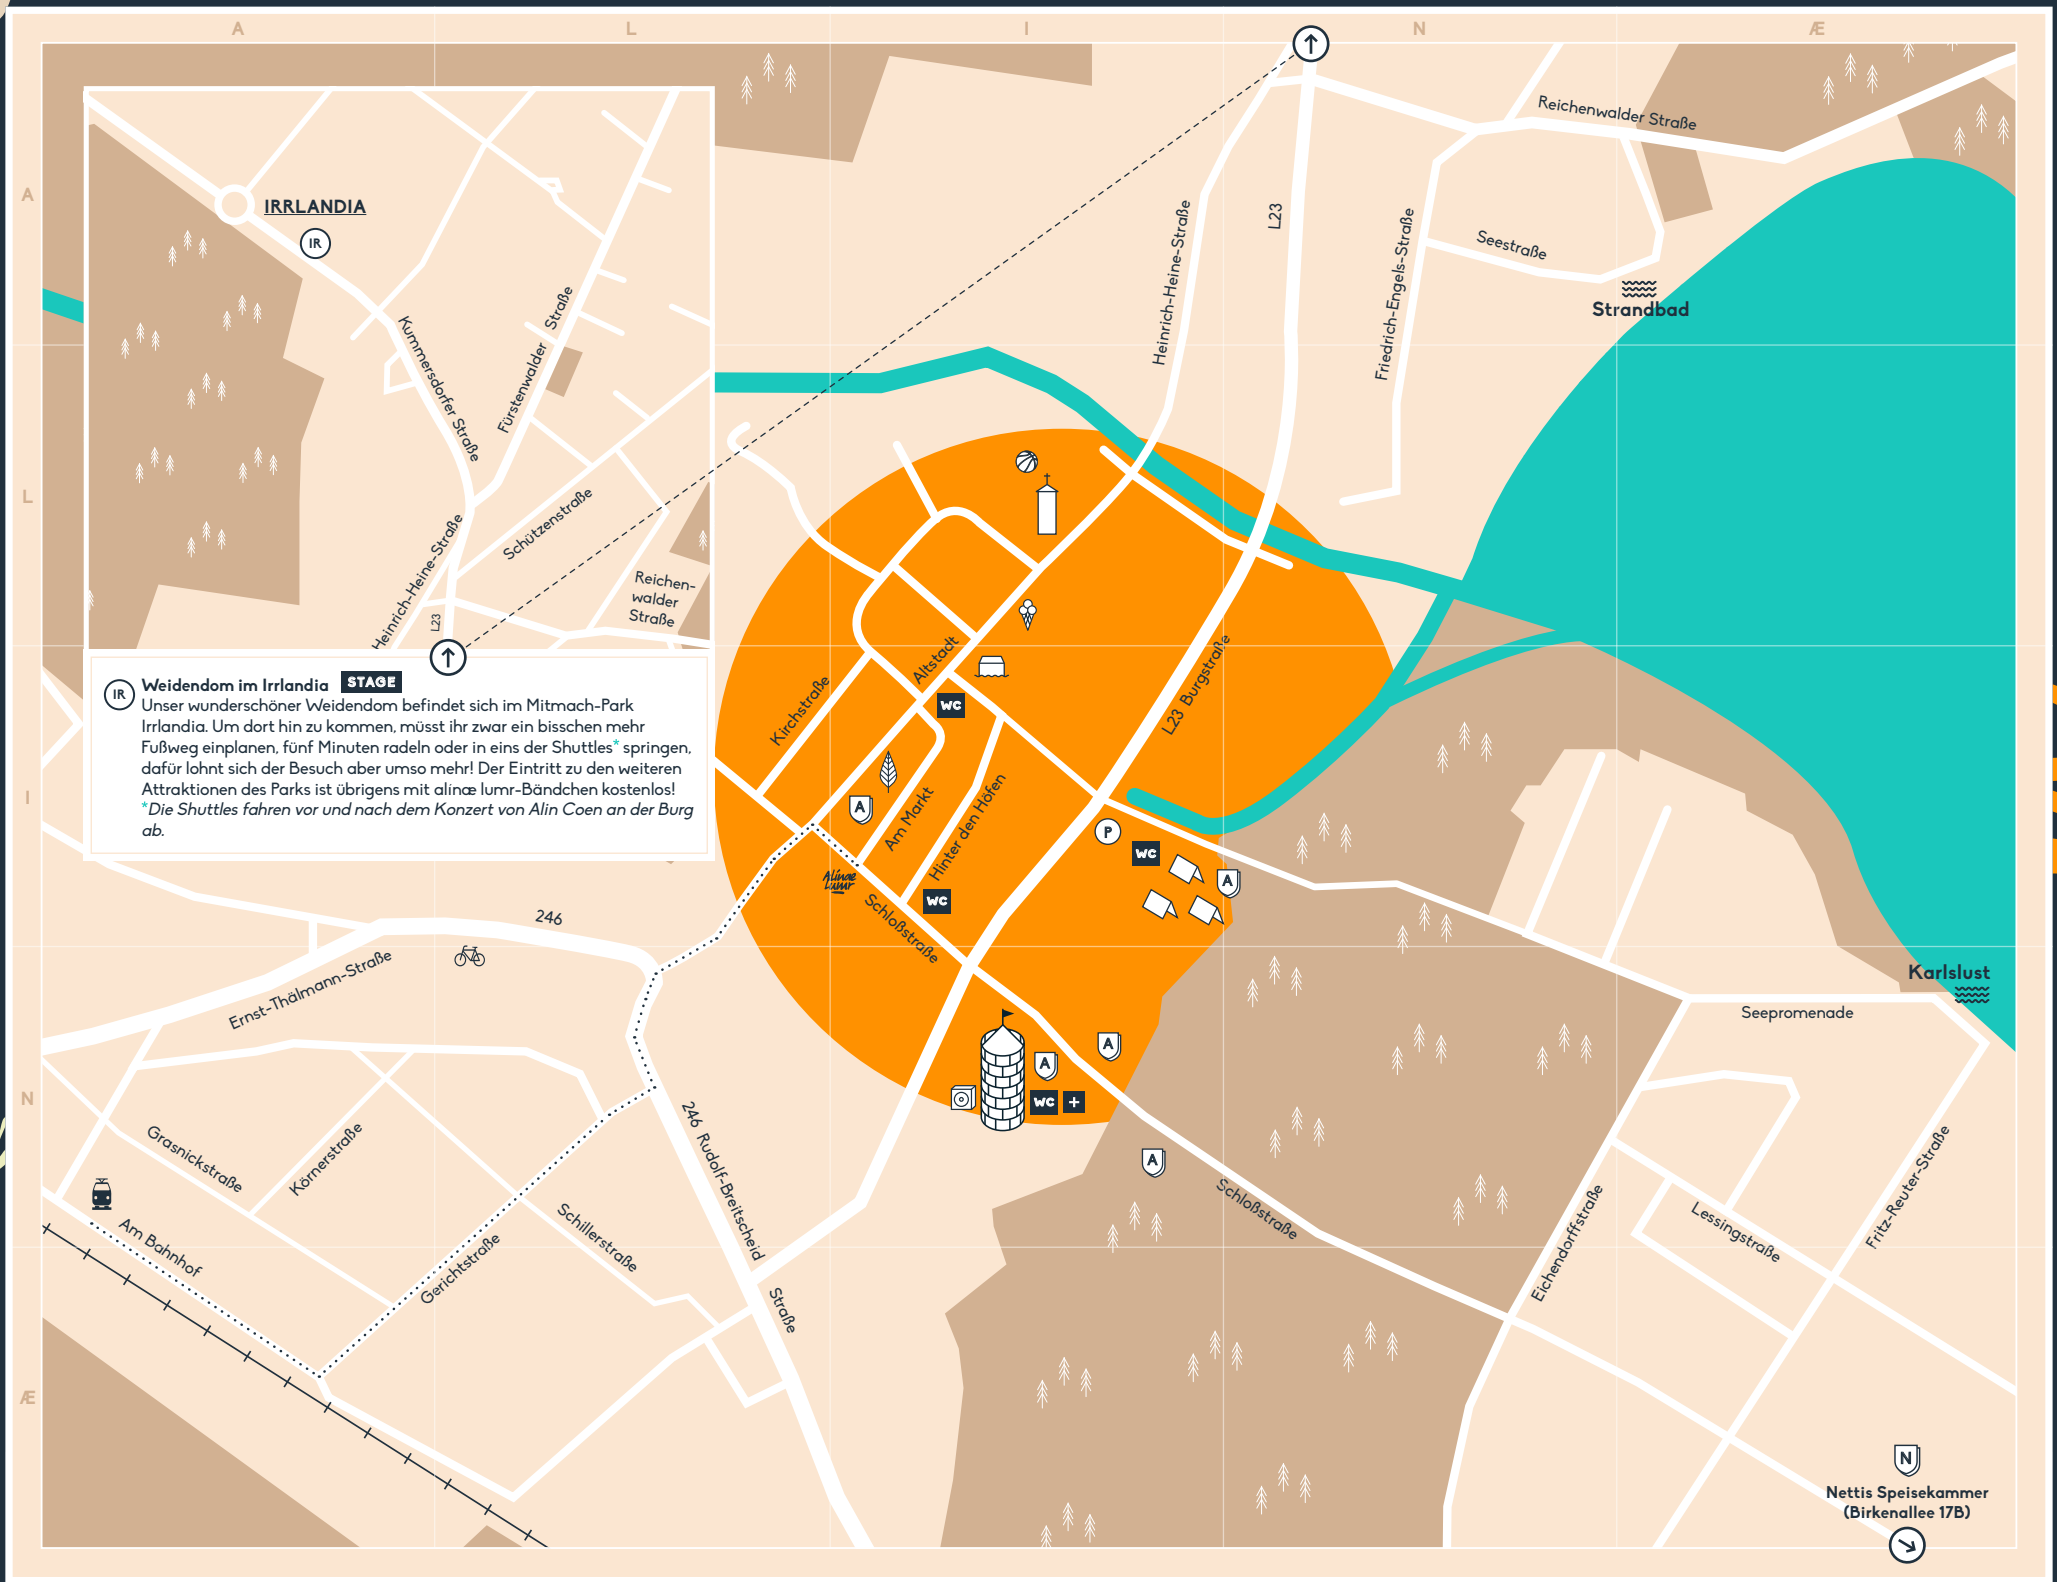 A L I N Æ
A
L
I
N
Æ
IRRLANDIA
IR
Kummersdorfer Straße
Fürstenwalder Straße
Schützenstraße
Heinrich-Heine-Straße
L23
Reichen-
walder
Straße
IR
Weidendom im Irrlandia STAGE
Unser wunderschöner Weidendom befindet sich im Mitmach-Park
Irrlandia. Um dort hin zu kommen, müsst ihr zwar ein bisschen mehr
Fußweg einplanen, fünf Minuten radeln oder in eins der Shuttles* springen,
dafür lohnt sich der Besuch aber umso mehr! Der Eintritt zu den weiteren
Attraktionen des Parks ist übrigens mit alinæ lumr-Bändchen kostenlos!
*Die Shuttles fahren vor und nach dem Konzert von Alin Coen an der Burg
ab.
Reichenwalder Straße
Heinrich-Heine-Straße
L23
Friedrich-Engels-Straße
Seestraße
Strandbad
Altstadt
Kirchstraße
WC
L23 Burgstraße
A
Am Markt
Hinter den Höfen
P
WC
A
Alinae
Lumr
WC
Schloßstraße
246
Ernst-Thälmann-Straße
Karlslust
Seepromenade
A
A
WC
+
A
Schloßstraße
Grasnickstraße
Körnerstraße
246 Rudolf-Breitscheid
Straße
Am Bahnhof
Gerichtstraße
Schillerstraße
Eichendorffstraße
Lessingstraße
Fritz-Reuter-Straße
N
Nettis Speisekammer
(Birkenallee 17B)